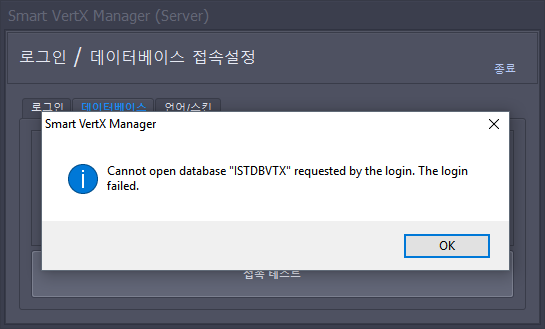 Smart VertX Manager (Server)
로그인 / 데이터베이스 접속설정
종료
로그인 데이터베이스 언어/스킨
Smart VertX Manager
Cannot open database "ISTDBVTX" requested by the login. The login
failed.
OK
접속 테스트